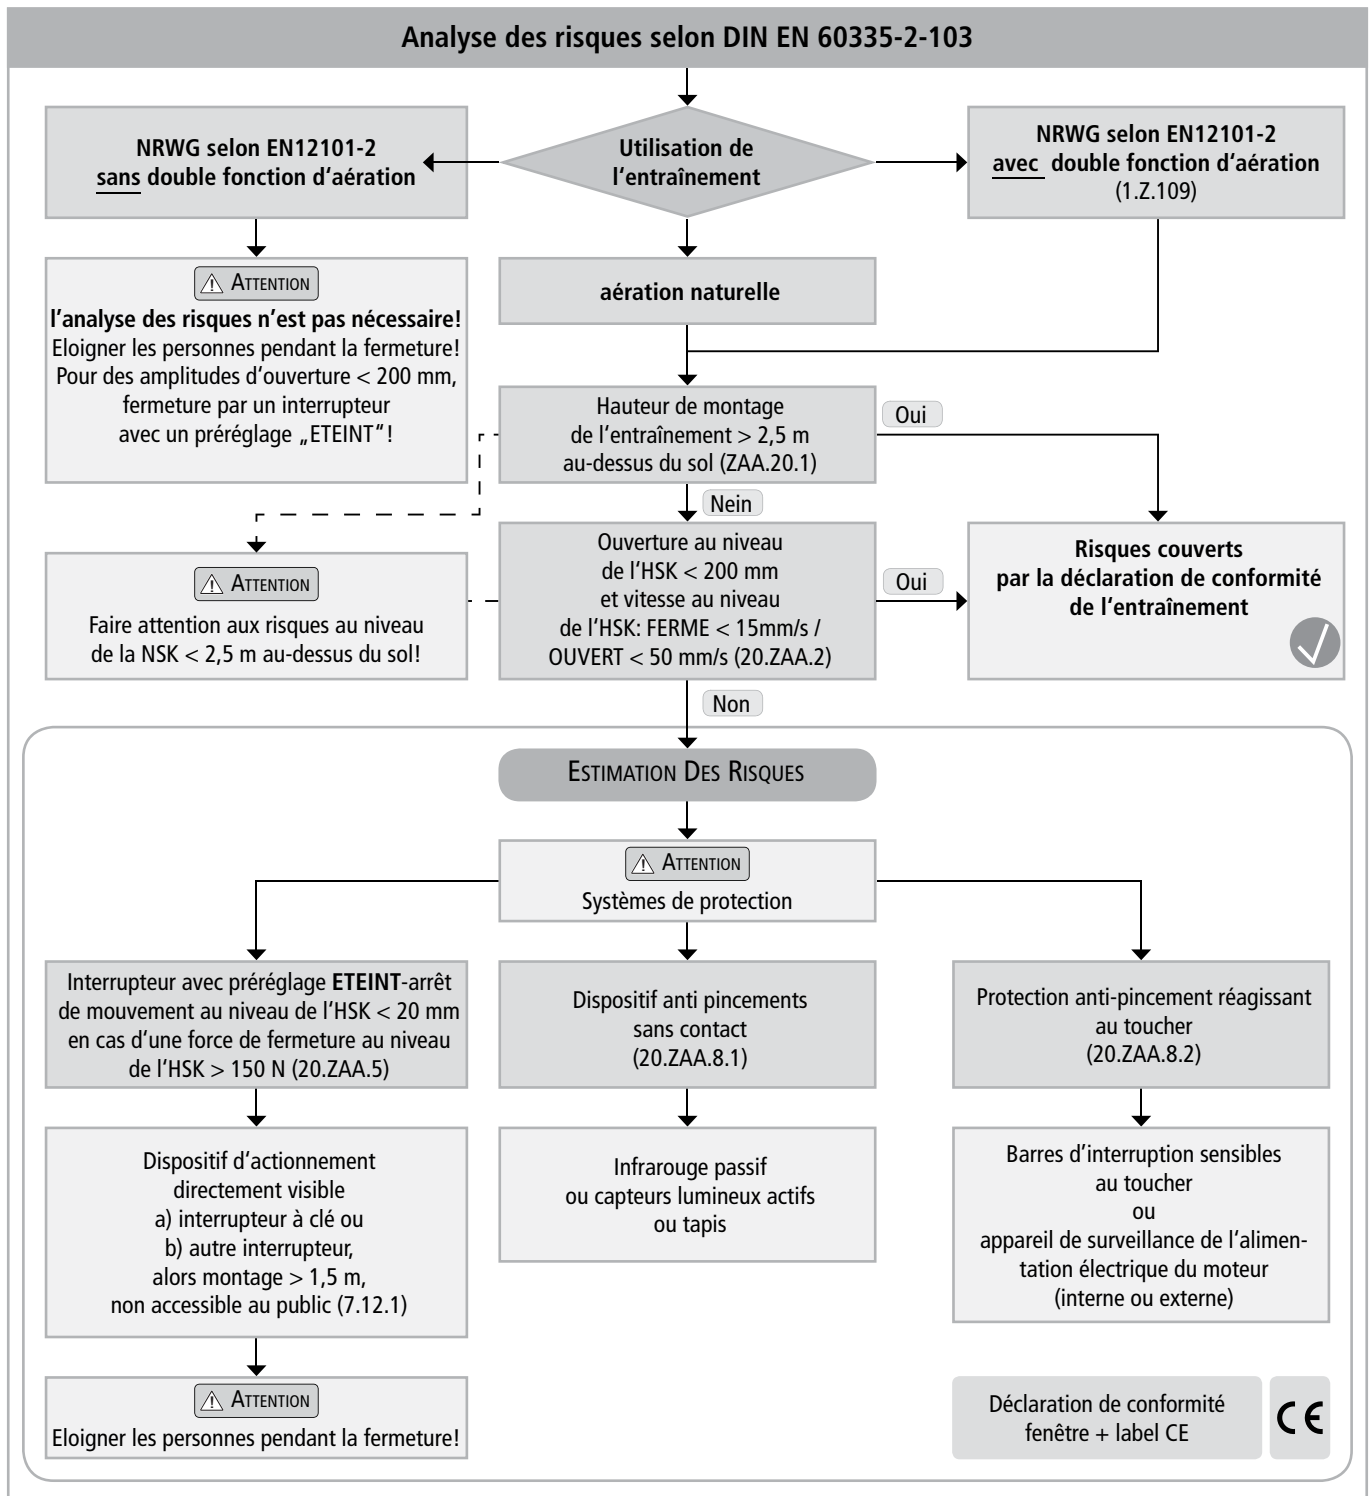 Analyse des risques selon DIN EN 60335-2-103
NRWG selon EN12101-2
sans double fonction d'aération
Utilisation de
l'entraînement
NRWG selon EN12101-2
avec double fonction d'aération
(1.Z.109)
ATTENTION
l'analyse des risques n'est pas nécessaire!
Eloigner les personnes pendant la fermeture!
Pour des amplitudes d'ouverture < 200 mm,
fermeture par un interrupteur
avec un préréglage „ETEINT"!
aération naturelle
Hauteur de montage
de l'entraînement > 2,5 m
au-dessus du sol (ZAA.20.1)
Oui
Nein
ATTENTION
Faire attention aux risques au niveau
de la NSK < 2,5 m au-dessus du sol!
Ouverture au niveau
de l'HSK < 200 mm
et vitesse au niveau
de l'HSK: FERME < 15mm/s /
OUVERT < 50 mm/s (20.ZAA.2)
Oui
Risques couverts
par la déclaration de conformité
de l'entraînement
Non
ESTIMATION DES RISQUES
ATTENTION
Systèmes de protection
Interrupteur avec préréglage ETEINT-arrêt
de mouvement au niveau de l'HSK < 20 mm
en cas d'une force de fermeture au niveau
de l'HSK > 150 N (20.ZAA.5)
Dispositif anti pincements
sans contact
(20.ZAA.8.1)
Protection anti-pincement réagissant
au toucher
(20.ZAA.8.2)
Dispositif d'actionnement
directement visible
a) interrupteur à clé ou
b) autre interrupteur,
alors montage > 1,5 m,
non accessible au public (7.12.1)
Infrarouge passif
ou capteurs lumineux actifs
ou tapis
Barres d'interruption sensibles
au toucher
ou
appareil de surveillance de l'alimen-
tation électrique du moteur
(interne ou externe)
ATTENTION
Eloigner les personnes pendant la fermeture!
Déclaration de conformité
fenêtre + label CE
CE